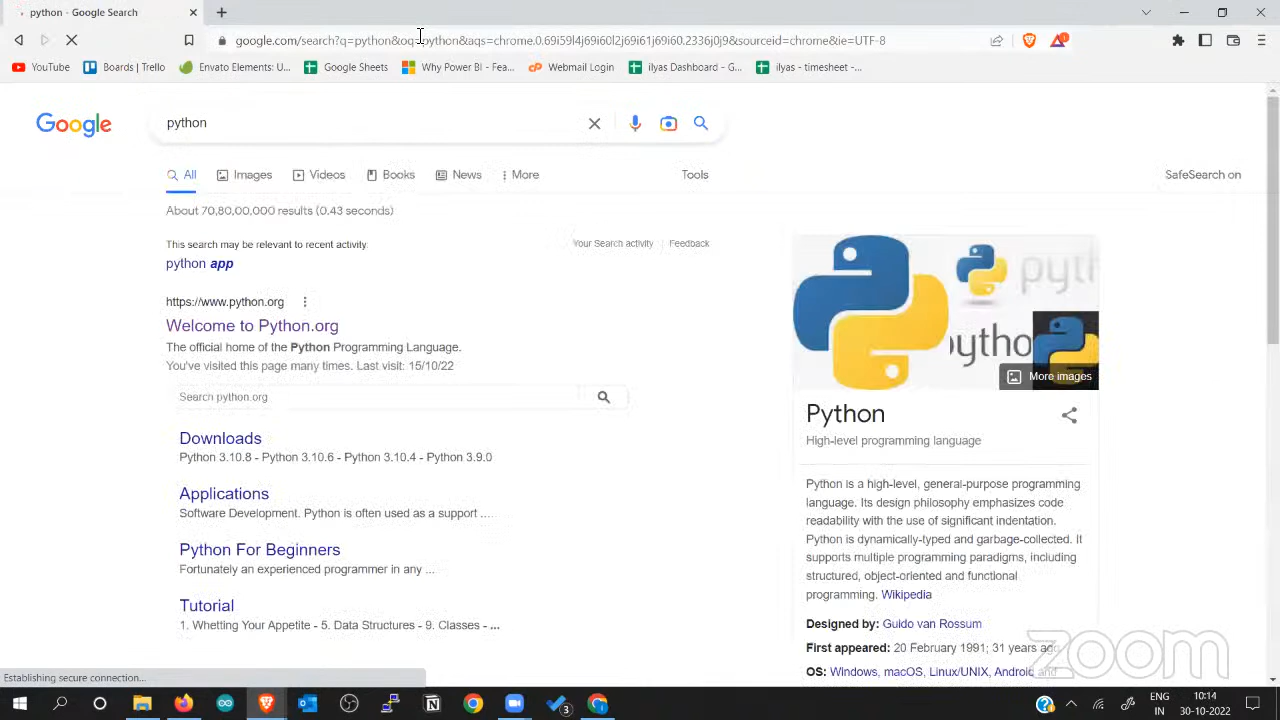 python - Google Search
google.com/search?q=python&oq=python&aqs=chrome.0.69i59l4j69i60l2j69i61j69i60.2336j0j9&sourceid=chrome&ie=UTF-8
YouTube
Boards | Trello
Envato Elements: U...
Google Sheets
Why Power BI - Fea...
Webmail Login
ilyas Dashboard - G...
ilyas - timesheet -...
Google
python
All
Images
Videos
Books
News
More
Tools
SafeSearch on
About 70,80,00,000 results (0.43 seconds)
This search may be relevant to recent activity:
Your Search activity
Feedback
python app
https://www.python.org
Welcome to Python.org
The official home of the Python Programming Language.
You've visited this page many times. Last visit: 15/10/22
Search python.org
Downloads
Python 3.10.8 - Python 3.10.6 - Python 3.10.4 - Python 3.9.0
Applications
Software Development. Python is often used as a support ...
Python For Beginners
Fortunately an experienced programmer in any ...
Tutorial
1. Whetting Your Appetite - 5. Data Structures - 9. Classes - ...
pyth
python
More images
Python
High-level programming language
Python is a high-level, general-purpose programming
language. Its design philosophy emphasizes code
readability with the use of significant indentation.
Python is dynamically-typed and garbage-collected. It
supports multiple programming paradigms, including
structured, object-oriented and functional
programming. Wikipedia
Designed by: Guido van Rossum
First appeared: 20 February 1991; 31 years ago
OS: Windows, macOS, Linux/UNIX, Android and
zoom
Establishing secure connection...
3
ENG
IN
10:14
30-10-2022